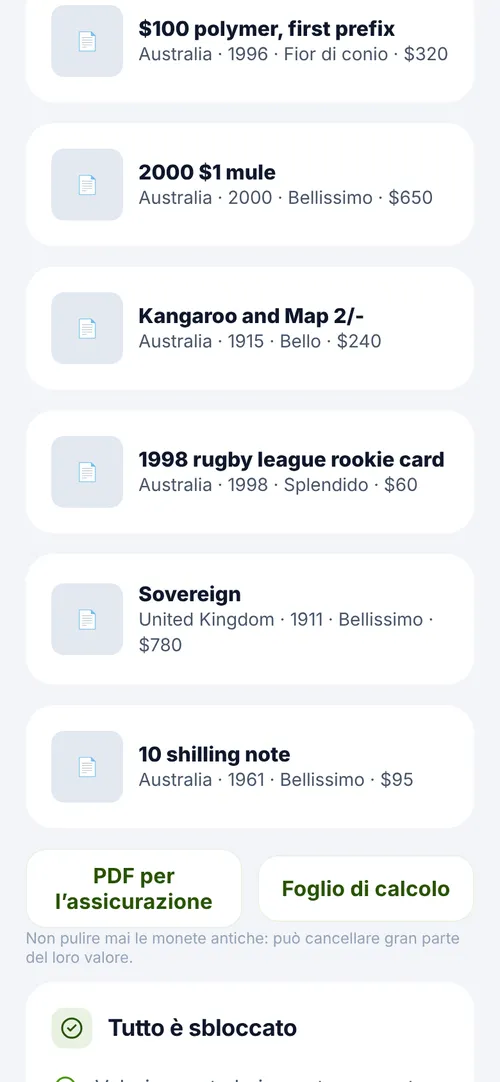 $100 polymer, first prefix
Australia · 1996 · Fior di conio · $320
2000 $1 mule
Australia · 2000 · Bellissimo · $650
Kangaroo and Map 2/-
Australia · 1915 · Bello · $240
1998 rugby league rookie card
Australia · 1998 · Splendido · $60
Sovereign
United Kingdom · 1911 · Bellissimo ·
$780
10 shilling note
Australia · 1961 · Bellissimo · $95
PDF per
l’assicurazione
Foglio di calcolo
Non pulire mai le monete antiche: può cancellare gran parte
del loro valore.
Tutto è sbloccato